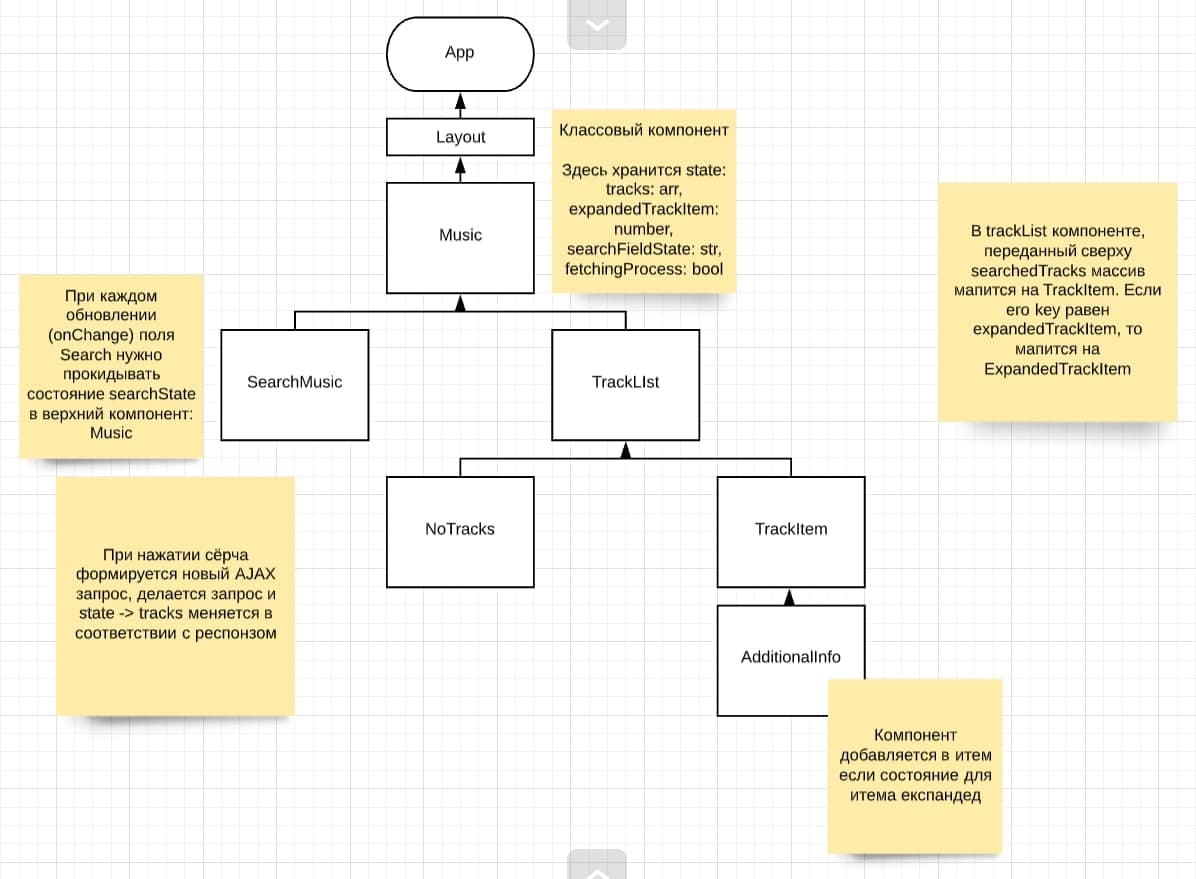 App
Layout
Music
Классовый компонент
Здесь хранится state:
tracks: arr,
expandedTrackItem:
number,
searchFieldState: str,
fetchingProcess: bool
В trackList компоненте,
переданный сверху
searchedTracks массив
мапится на TrackItem. Если
его key равен
expandedTrackItem, то
мапится на
ExpandedTrackItem
При каждом
обновлении
(onChange) поля
Search нужно
прокидывать
состояние searchState
в верхний компонент:
Music
SearchMusic
TrackLIst
При нажатии сёрча
формируется новый AJAX
запрос, делается запрос и
state -> tracks меняется в
соответствии с респонзом
NoTracks
TrackItem
AdditionalInfo
Компонент
добавляется в итем
если состояние для
итема експандед